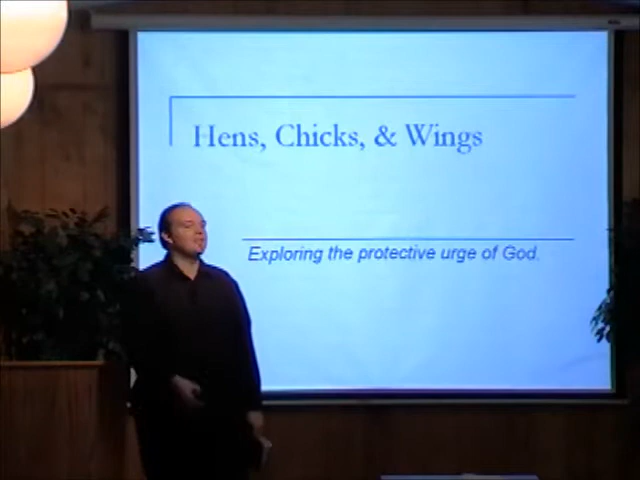 Hens, Chicks, & Wings
Exploring the protective urge of God.